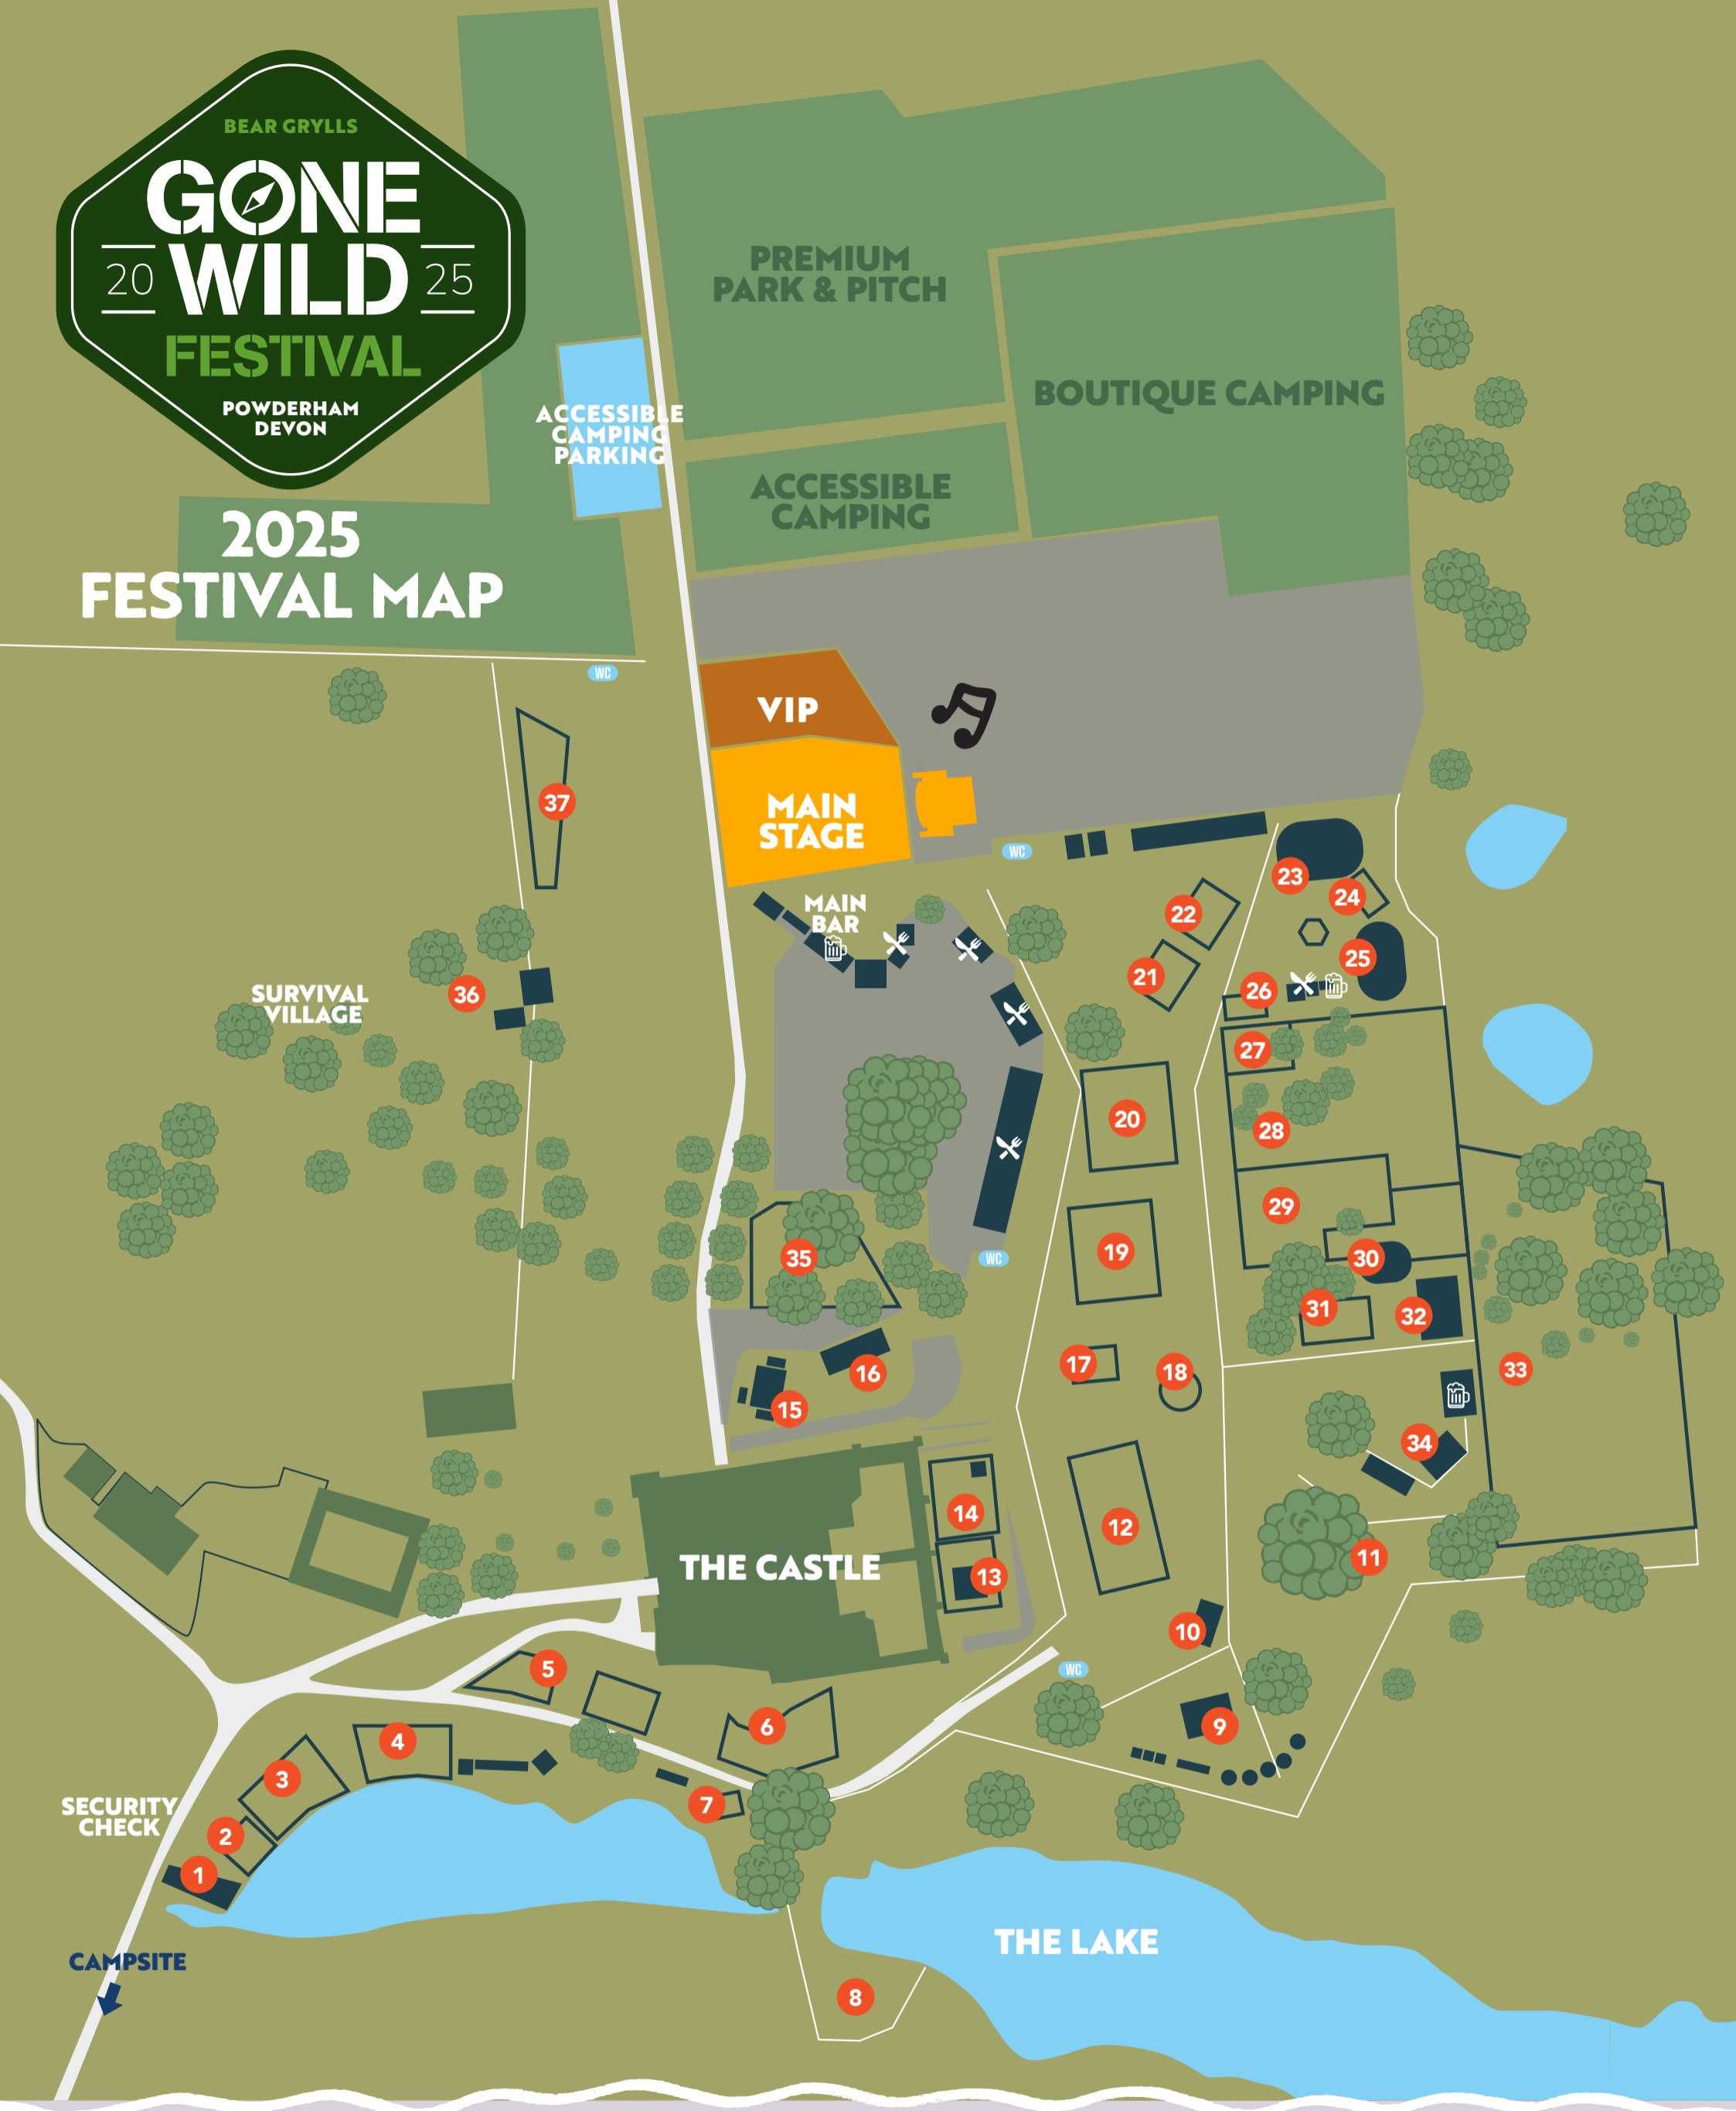 BEAR GRYLLS
GONE
20 WILD 25
FESTIVAL
POWDERHAM
DEVON
2025
FESTIVAL MAP
PREMIUM
PARK & PITCH
BOUTIQUE CAMPING
ACCESSIBLE
CAMPING
PARKING
ACCESSIBLE
CAMPING
WC
VIP
MAIN
STAGE
37
WC
MAIN
BAR
23
24
22
25
21
26
SURVIVAL
VILLAGE
36
27
20
28
29
19
35
WC
30
31
32
17
18
33
16
15
34
14
12
11
THE CASTLE
13
10
5
WC
6
9
4
3
7
SECURITY
CHECK
2
1
THE LAKE
CAMPSITE
8